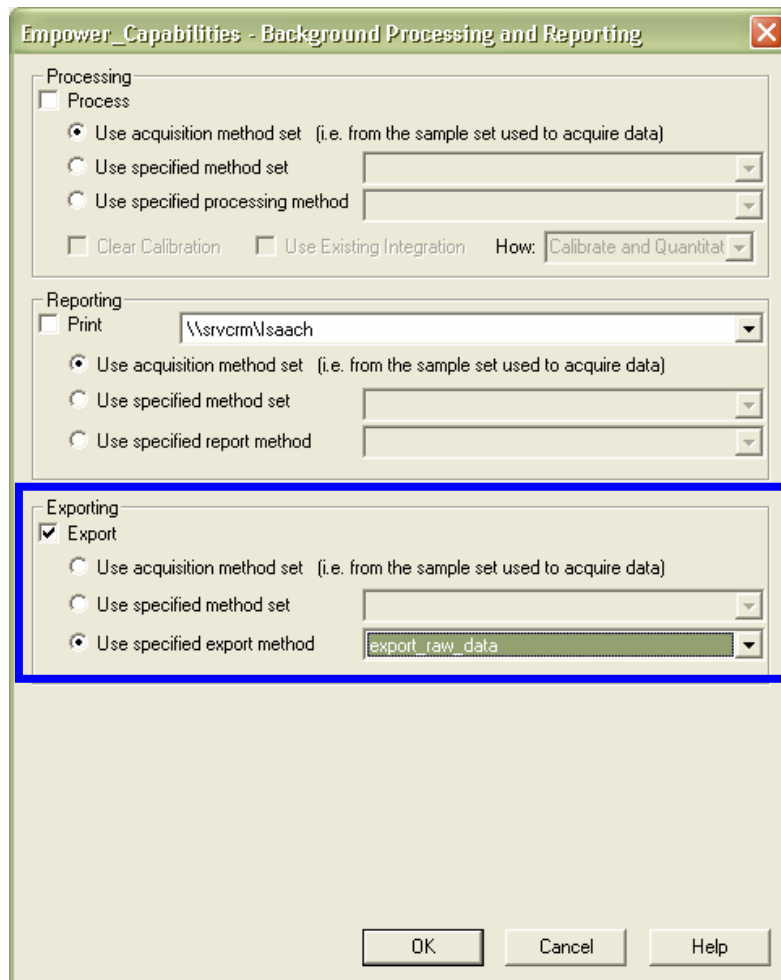 Empower_Capabilities - Background Processing and Reporting
Processing
Process
Use acquisition method set (i.e. from the sample set used to acquire data)
Use specified method set
Use specified processing method
Clear Calibration Use Existing Integration How: Calibrate and Quantitat
Reporting
Print \\srvcrm\Isaach
Use acquisition method set (i.e. from the sample set used to acquire data)
Use specified method set
Use specified report method
Exporting
Export
Use acquisition method set (i.e. from the sample set used to acquire data)
Use specified method set
Use specified export method export_raw_data
OK Cancel Help